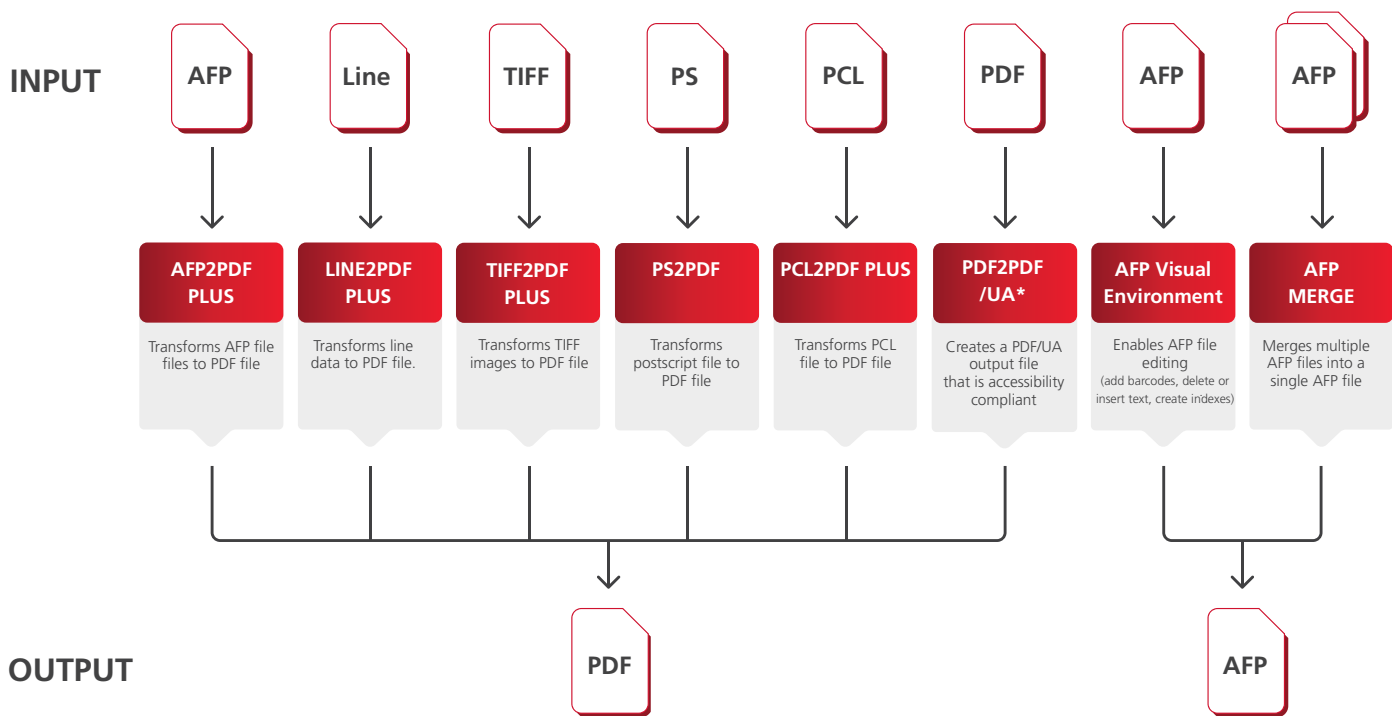 INPUT
AFP
Line
TIFF
PS
PCL
PDF
AFP
AFP
AFP2PDF
PLUS
Transforms AFP file
files to PDF file
LINE2PDF
PLUS
Transforms line
data to PDF file.
TIFF2PDF
PLUS
Transforms TIFF
images to PDF file
PS2PDF
Transforms
postscript file to
PDF file
PCL2PDF PLUS
Transforms PCL
file to PDF file
PDF2PDF
/UA*
Creates a PDF/UA
output file
that is accessibility
compliant
AFP Visual
Environment
Enables AFP file
editing
(add barcodes, delete or
insert text, create indexes)
AFP
MERGE
Merges multiple
AFP files into a
single AFP file
OUTPUT
PDF
AFP